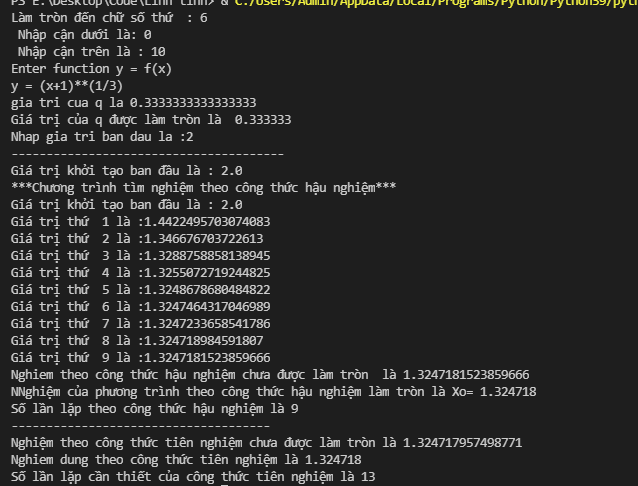 PS E:\Desktop\Code\Linh tinh> & C:/Users/Admin/AppData/Local/Programs/Python/Python39/pyth
Làm tròn đến chữ số thứ  : 6
 Nhập cận dưới là: 0
 Nhập cận trên là : 10
Enter function y = f(x)
y = (x+1)**(1/3)
gia tri cua q la 0.3333333333333333
Giá trị của q được làm tròn là  0.333333
Nhap gia tri ban dau la :2
---------------------------------------
Giá trị khởi tạo ban đầu là : 2.0
***Chương trình tìm nghiệm theo công thức hậu nghiệm***
Giá trị khởi tạo ban đầu là : 2.0
Giá trị thứ  1 là :1.4422495703074083
Giá trị thứ  2 là :1.346676703722613
Giá trị thứ  3 là :1.3288758858138945
Giá trị thứ  4 là :1.3255072719244825
Giá trị thứ  5 là :1.3248678680484822
Giá trị thứ  6 là :1.3247464317046989
Giá trị thứ  7 là :1.3247233658541786
Giá trị thứ  8 là :1.324718984591807
Giá trị thứ  9 là :1.3247181523859666
Nghiem theo công thức hậu nghiệm chưa được làm tròn  là 1.3247181523859666
NNghiệm của phương trình theo công thức hậu nghiệm làm tròn là Xo= 1.324718
Số lần lặp theo công thức hậu nghiệm là 9
-------------------------------------
Nghiệm theo công thức tiên nghiệm chưa được làm tròn là 1.324717957498771
Nghiem dung theo công thức tiên nghiệm là 1.324718
Số lần lặp cần thiết của công thức tiên nghiệm là 13